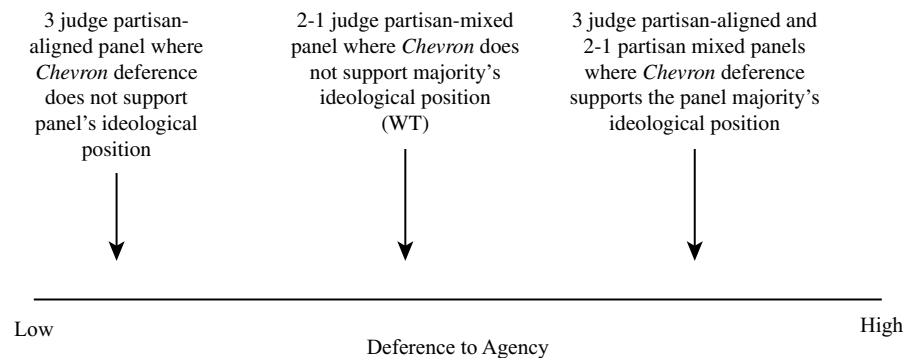 3 judge partisan-
aligned panel where
Chevron deference
does not support
panel's ideological
position
2-1 judge partisan-mixed
panel where Chevron does
not support majority's
ideological position
(WT)
3 judge partisan-aligned and
2-1 partisan mixed panels
where Chevron deference
supports the panel majority's
ideological position
Low
High
Deference to Agency